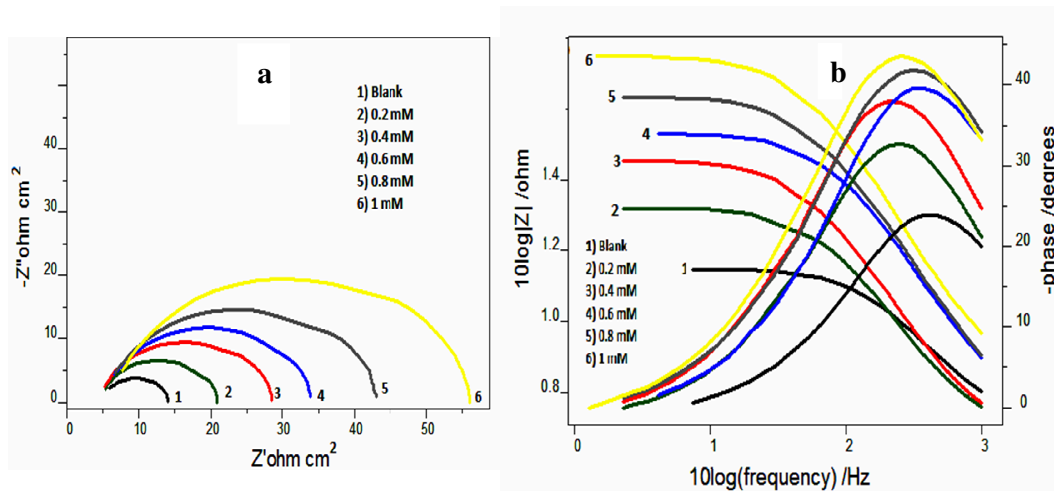 a
1) Blank
2) 0.2 mM
3) 0.4 mM
4) 0.6 mM
5) 0.8 mM
6) 1 mM
-Z"ohm cm²
40
30
20
10
0
1
2
3
4
5
6
0
10
20
30
40
50
Z'ohm cm²
b
6
5
4
3
2
1
1) Blank
2) 0.2 mM
3) 0.4 mM
4) 0.6 mM
5) 0.8 mM
6) 1 mM
10log|Z| /ohm
1.4
1.2
1.0
0.8
-phase /degrees
40
30
20
10
0
0
1
2
3
10log(frequency) /Hz